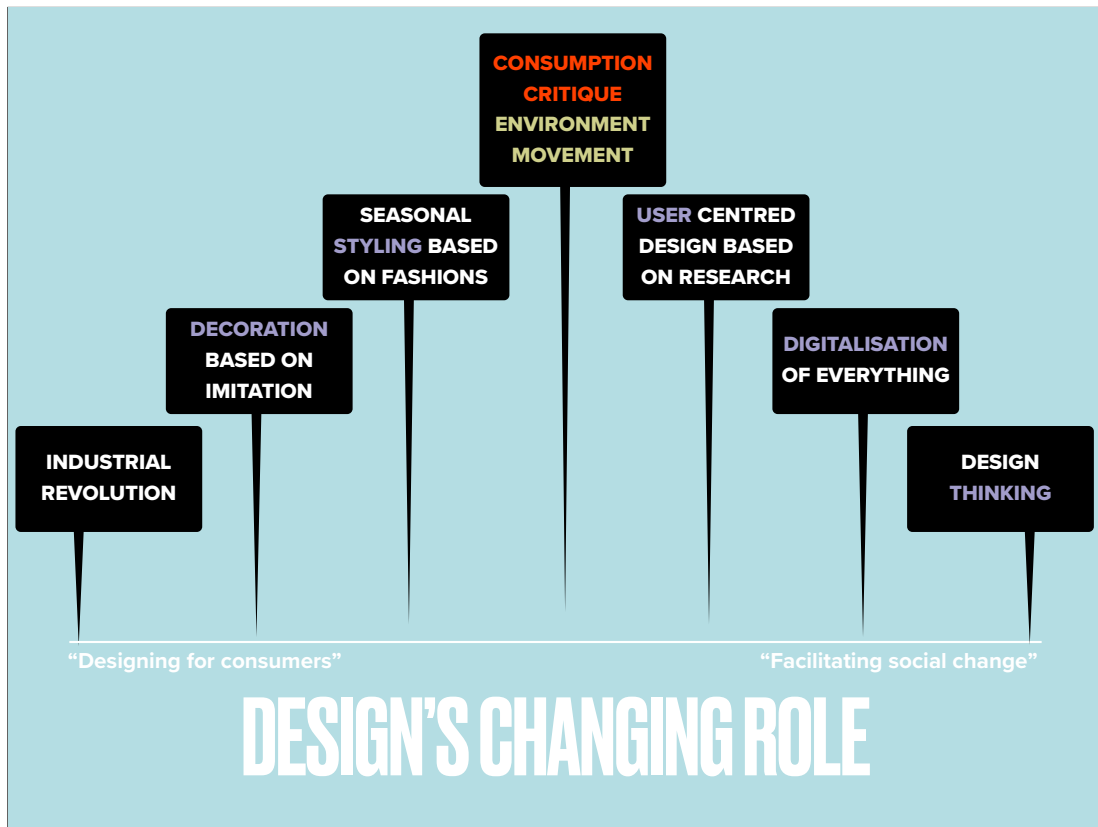 CONSUMPTION
CRITIQUE
ENVIRONMENT
MOVEMENT
SEASONAL
STYLING BASED
ON FASHIONS
USER CENTRED
DESIGN BASED
ON RESEARCH
DECORATION
BASED ON
IMITATION
DIGITALISATION
OF EVERYTHING
INDUSTRIAL
REVOLUTION
DESIGN
THINKING
“Designing for consumers”
“Facilitating social change”
DESIGN’S CHANGING ROLE